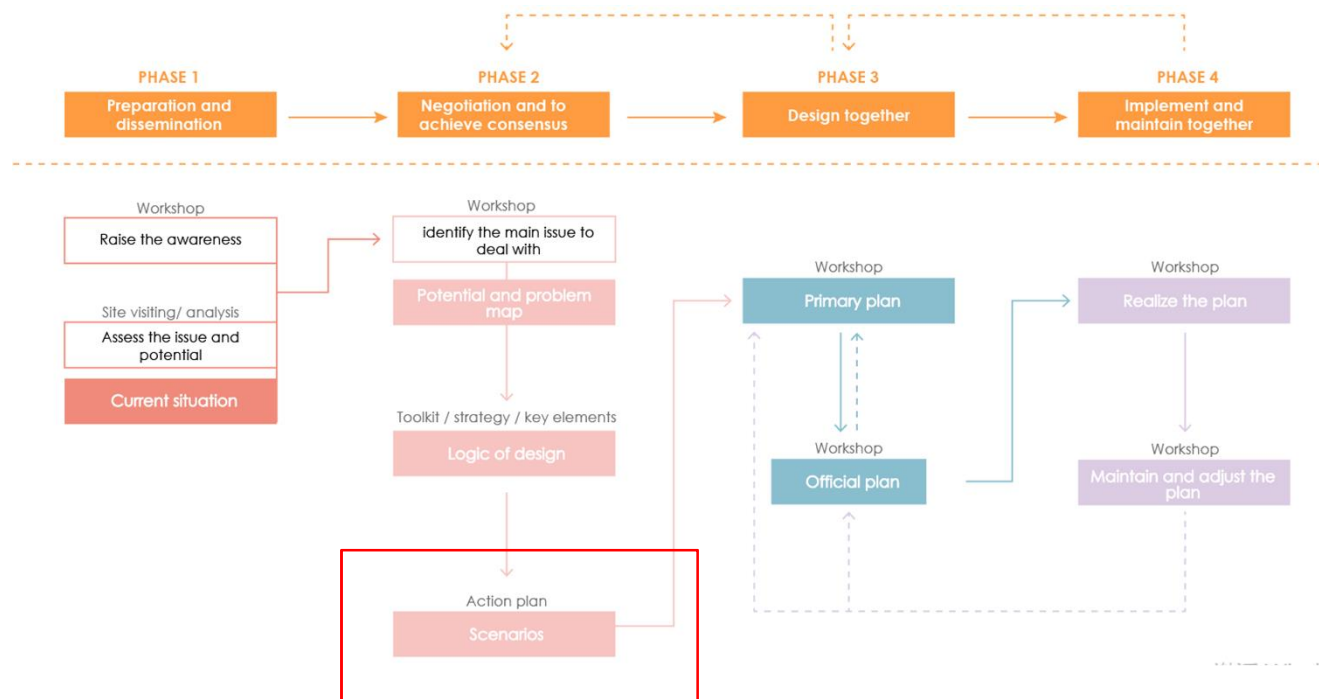 PHASE 1
Preparation and
dissemination
PHASE 2
Negotiation and to
achieve consensus
PHASE 3
Design together
PHASE 4
Implement and
maintain together
Workshop
Raise the awareness
Site visiting/ analysis
Assess the issue and
potential
Current situation
Workshop
identify the main issue to
deal with
Potential and problem
map
Toolkit / strategy / key elements
Logic of design
Action plan
Scenarios
Workshop
Primary plan
Workshop
Official plan
Workshop
Realize the plan
Workshop
Maintain and adjust the
plan